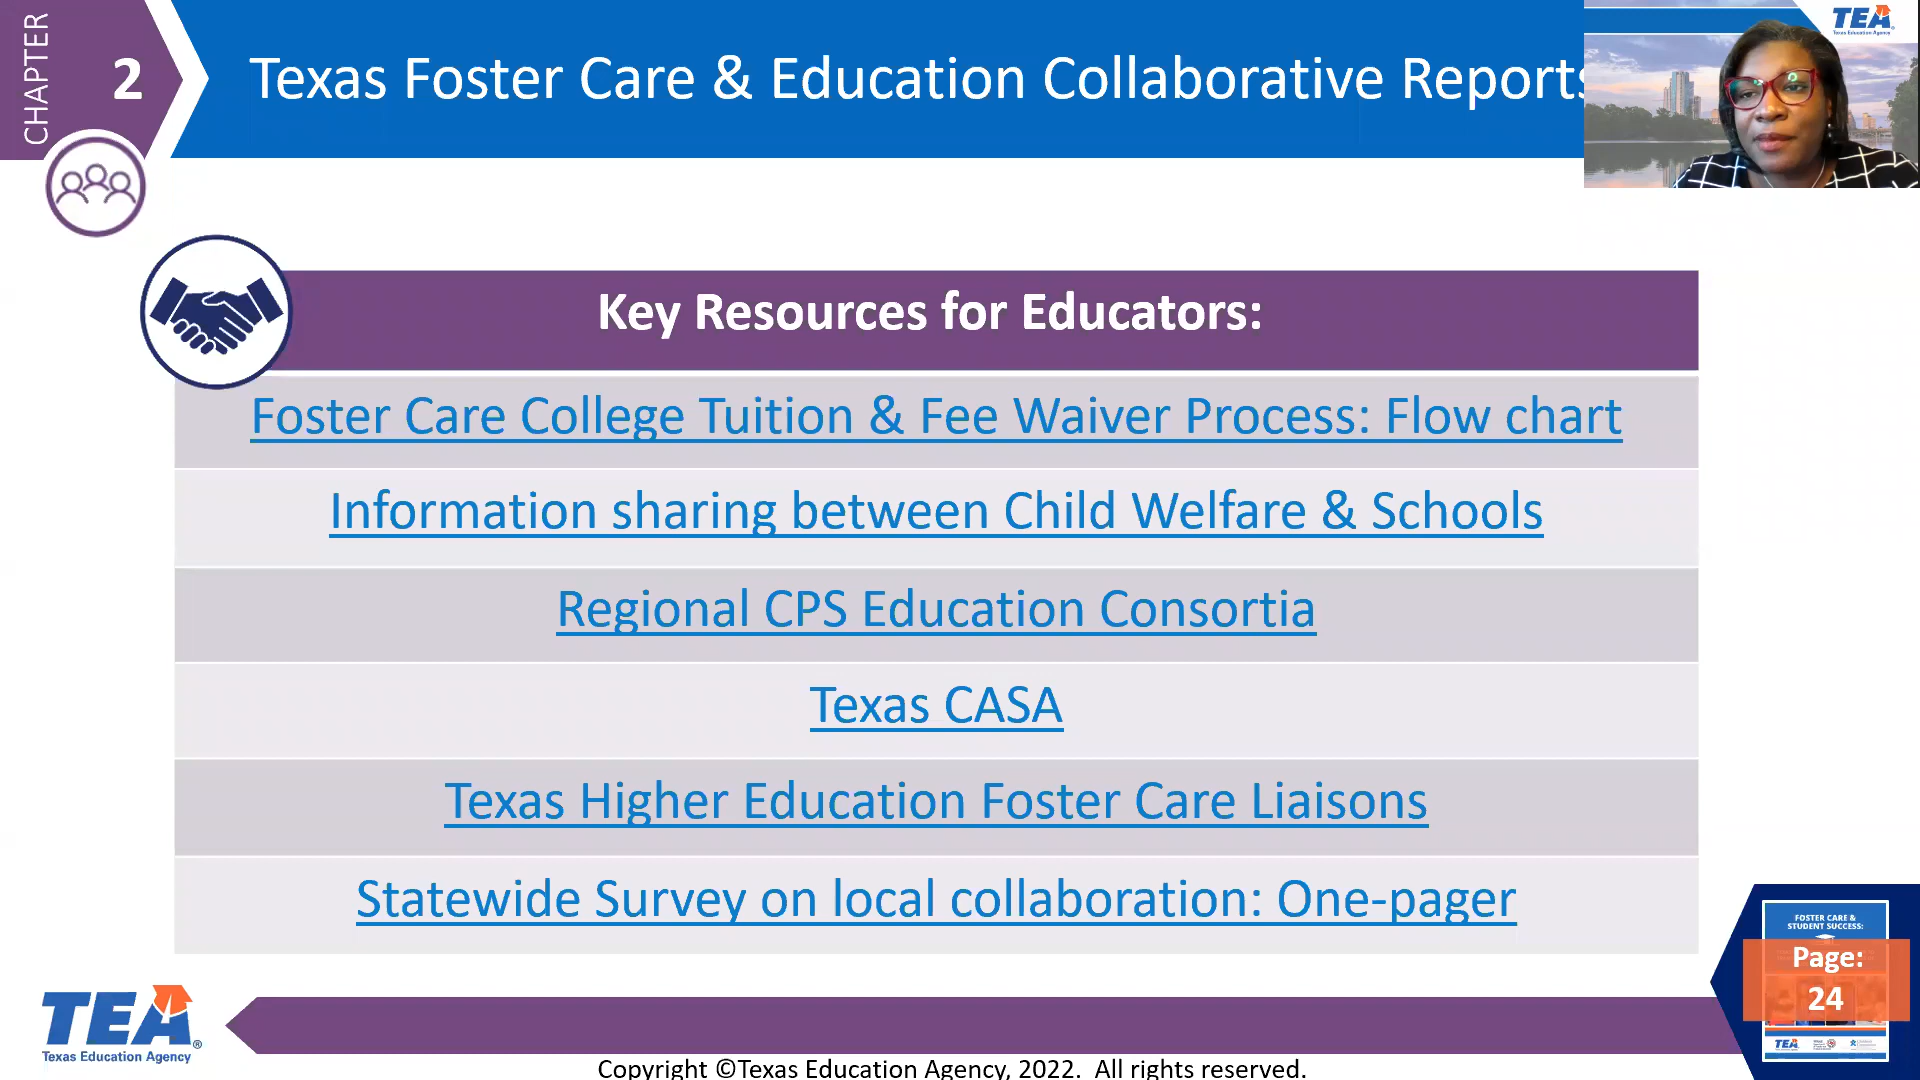 CHAPTER
2
Texas Foster Care & Education Collaborative Reports
TEA
Texas Education Agency
Key Resources for Educators:
Foster Care College Tuition & Fee Waiver Process: Flow chart
Information sharing between Child Welfare & Schools
Regional CPS Education Consortia
Texas CASA
Texas Higher Education Foster Care Liaisons
Statewide Survey on local collaboration: One-pager
FOSTER CARE &
STUDENT SUCCESS:
Page:
24
TEA
TEA®
Texas Education Agency
Copyright ©Texas Education Agency, 2022. All rights reserved.